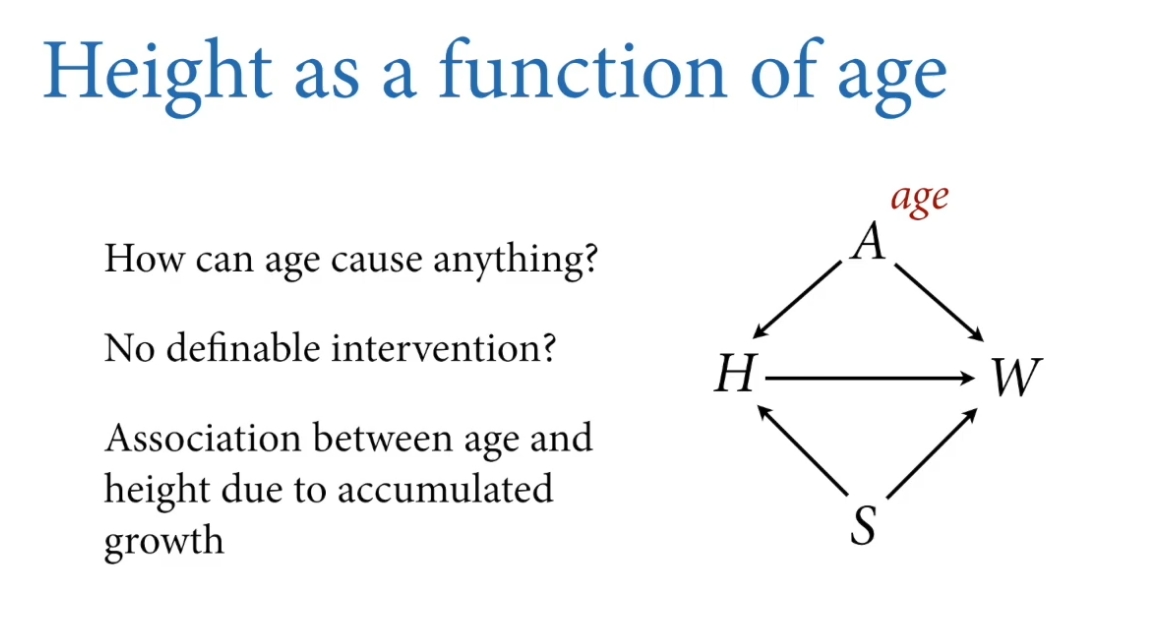 Height as a function of age
How can age cause anything?
No definable intervention?
Association between age and
height due to accumulated
growth
age
A
H
W
S